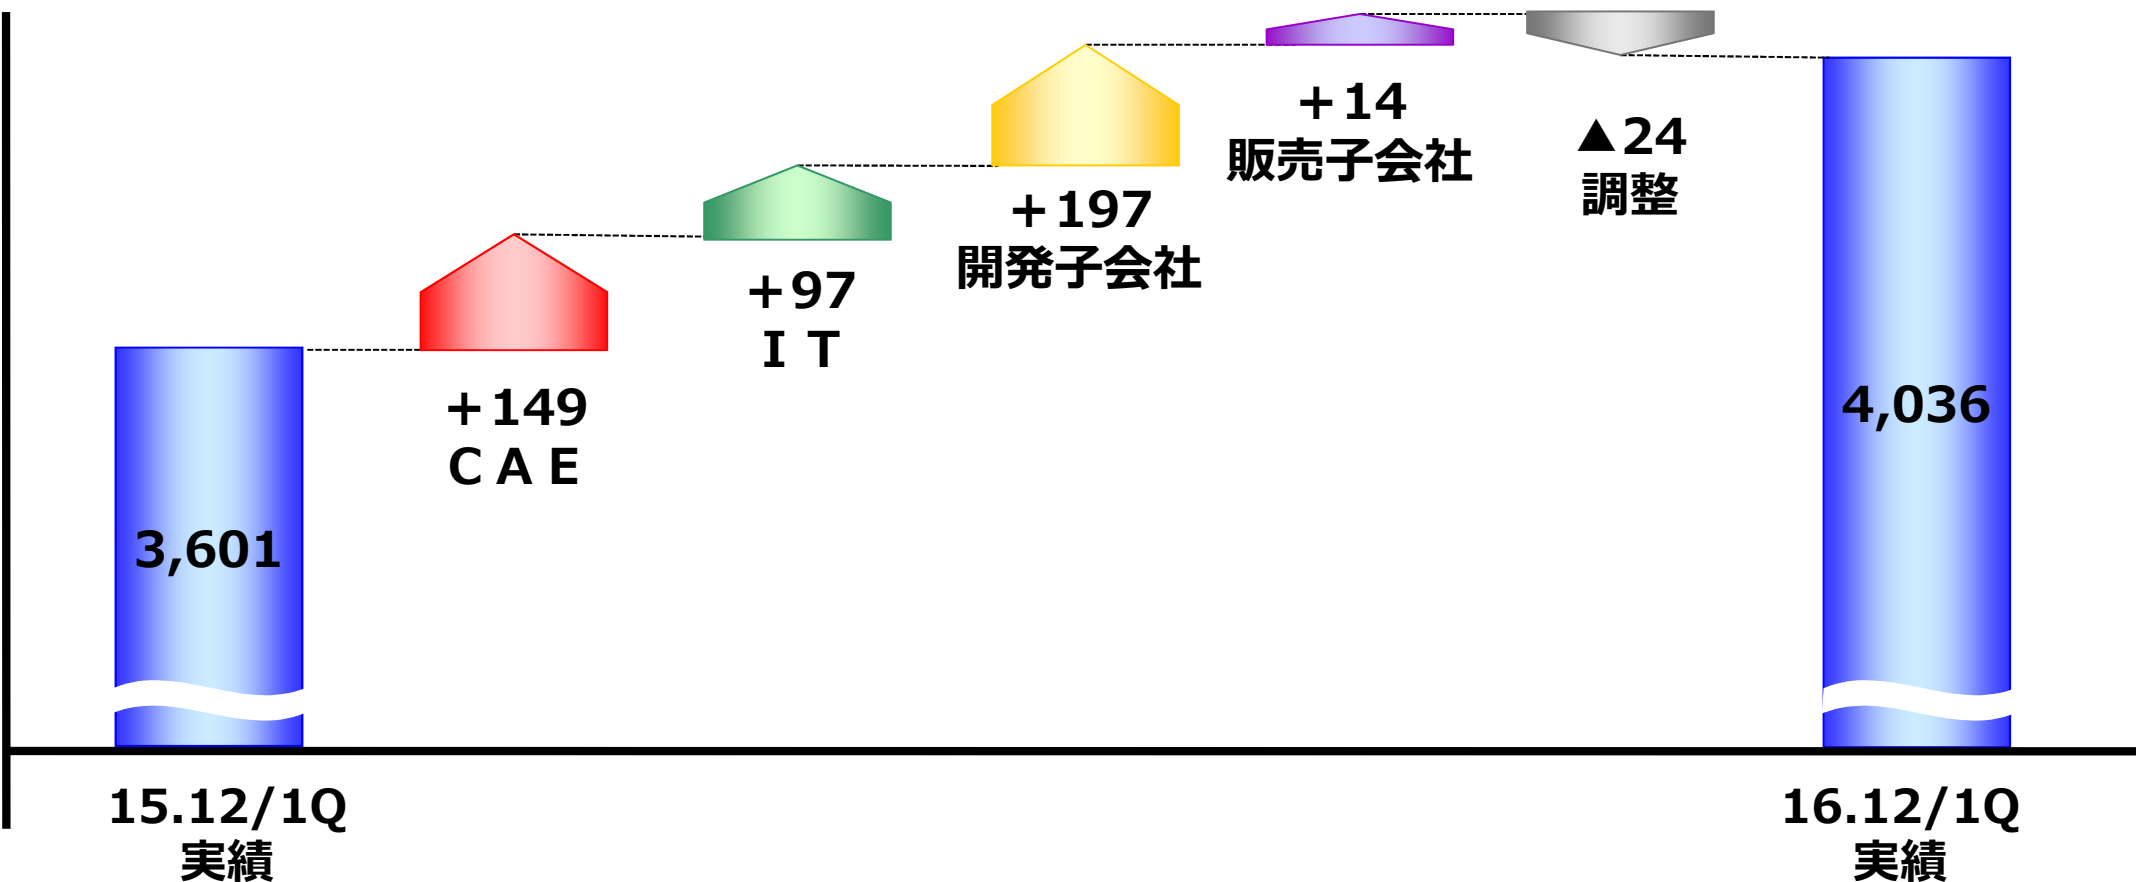 +14
販売子会社
▲24
調整
+197
開発子会社
+97
IT
+149
CAE
3,601
4,036
15.12/1Q
実績
16.12/1Q
実績